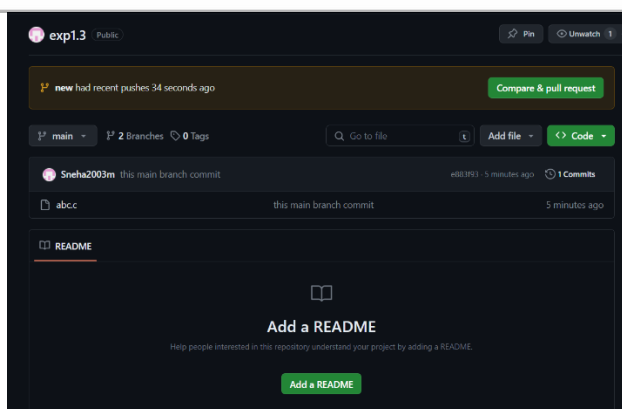 exp1.3 Public Pin Unwatch 1
new had recent pushes 34 seconds ago Compare & pull request
main 2 Branches 0 Tags Go to file t Add file Code
Sneha2003m this main branch commit e883f93 · 5 minutes ago 1 Commits
abc.c this main branch commit 5 minutes ago
README
Add a README
Help people interested in this repository understand your project by adding a README.
Add a README